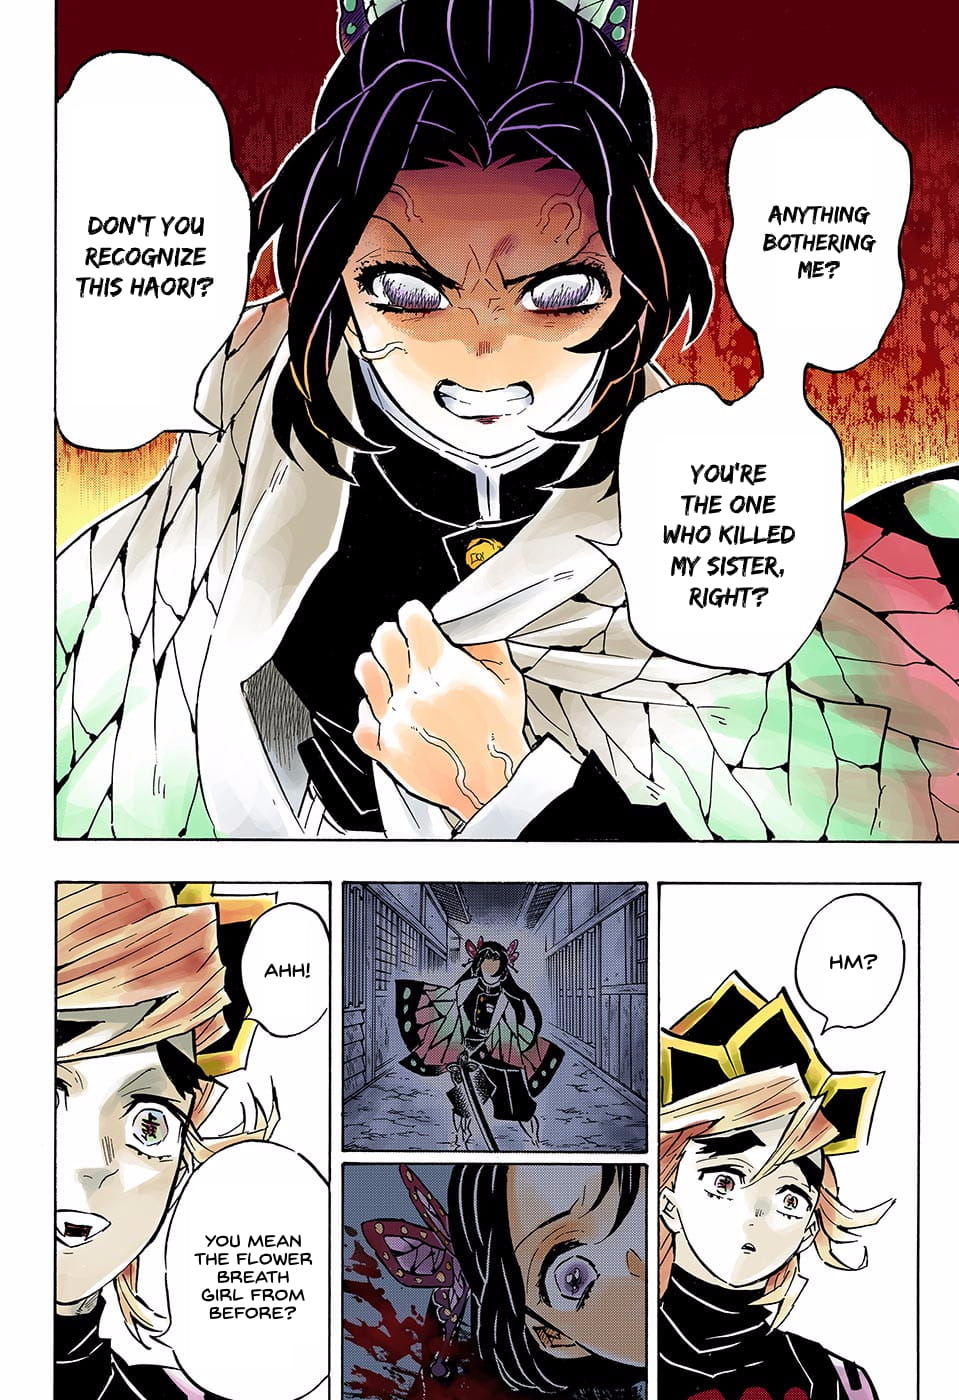 ANYTHING
BOTHERING
ME?
YOU'RE
THE ONE
WHO KILLED
MY SISTER,
RIGHT?
DON'T YOU
RECOGNIZE
THIS HAORI?
HM?
AHH!
YOU MEAN
THE FLOWER
BREATH
GIRL FROM
BEFORE?